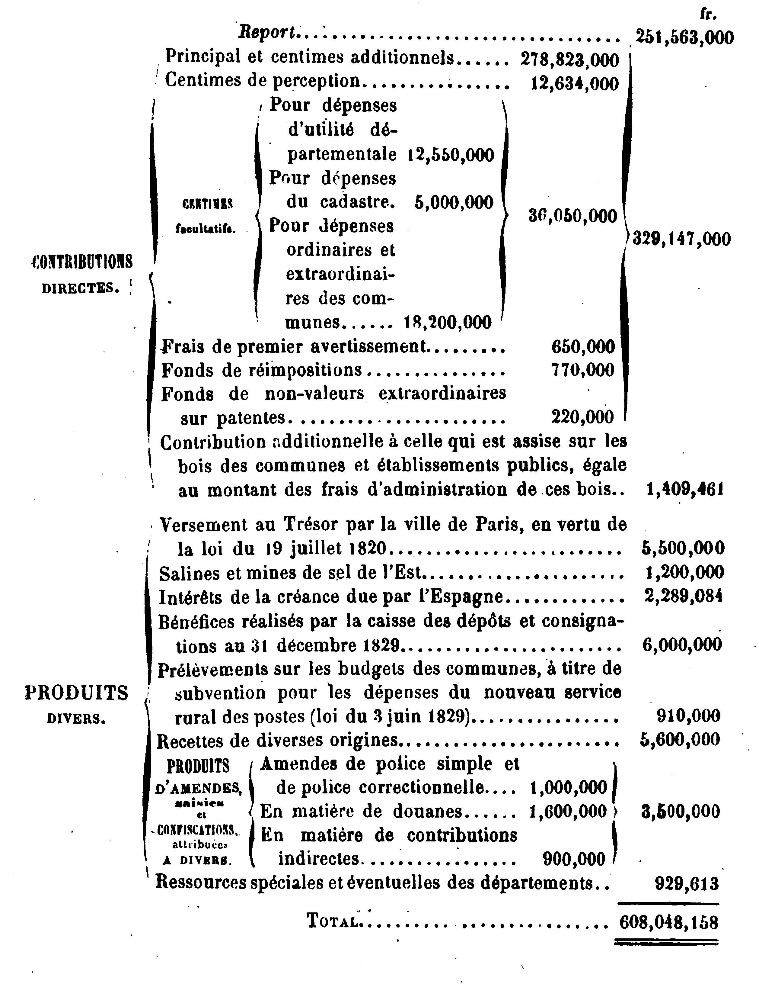 fr.
Report.................................... 251,563,000
Principal et centimes additionnels...... 278,823,000
Centimes de perception................ 12,634,000
Pour dépenses
d'utilité dé-
partementale 12,550,000
Pour dépenses
du cadastre. 5,000,000
CENTIMES
facultatifs.
36,050,000
Pour dépenses
ordinaires et
329,147,000
extraordinai-
res des com-
munes...... 18,200,000
CONTRIBUTIONS
DIRECTES.
Frais de premier avertissement......... 650,000
Fonds de réimpositions ............... 770,000
Fonds de non-valeurs extraordinaires
sur patentes....................... 220,000
Contribution additionnelle à celle qui est assise sur les
bois des communes et établissements publics, égale
au montant des frais d'administration de ces bois.. 1,409,461
Versement au Trésor par la ville de Paris, en vertu de
la loi du 19 juillet 1820......................... 5,500,000
Salines et mines de sel de l'Est...................... 1,200,000
Intérêts de la créance due par l'Espagne............. 2,289,084
Bénéfices réalisés par la caisse des dépôts et consigna-
tions au 31 décembre 1829........................ 6,000,000
Prélèvements sur les budgets des communes, à titre de
subvention pour les dépenses du nouveau service
rural des postes (loi du 3 juin 1829)................ 910,000
PRODUITS
DIVERS.
Recettes de diverses origines........................ 5,600,000
PRODUITS
D'AMENDES,
saisies
et
CONFISCATIONS,
attribuées
A DIVERS.
Amendes de police simple et
de police correctionnelle.... 1,000,000
En matière de douanes...... 1,600,000
3,500,000
En matière de contributions
indirectes................. 900,000
Ressources spéciales et éventuelles des départements.. 929,613
TOTAL............................ 608,048,158